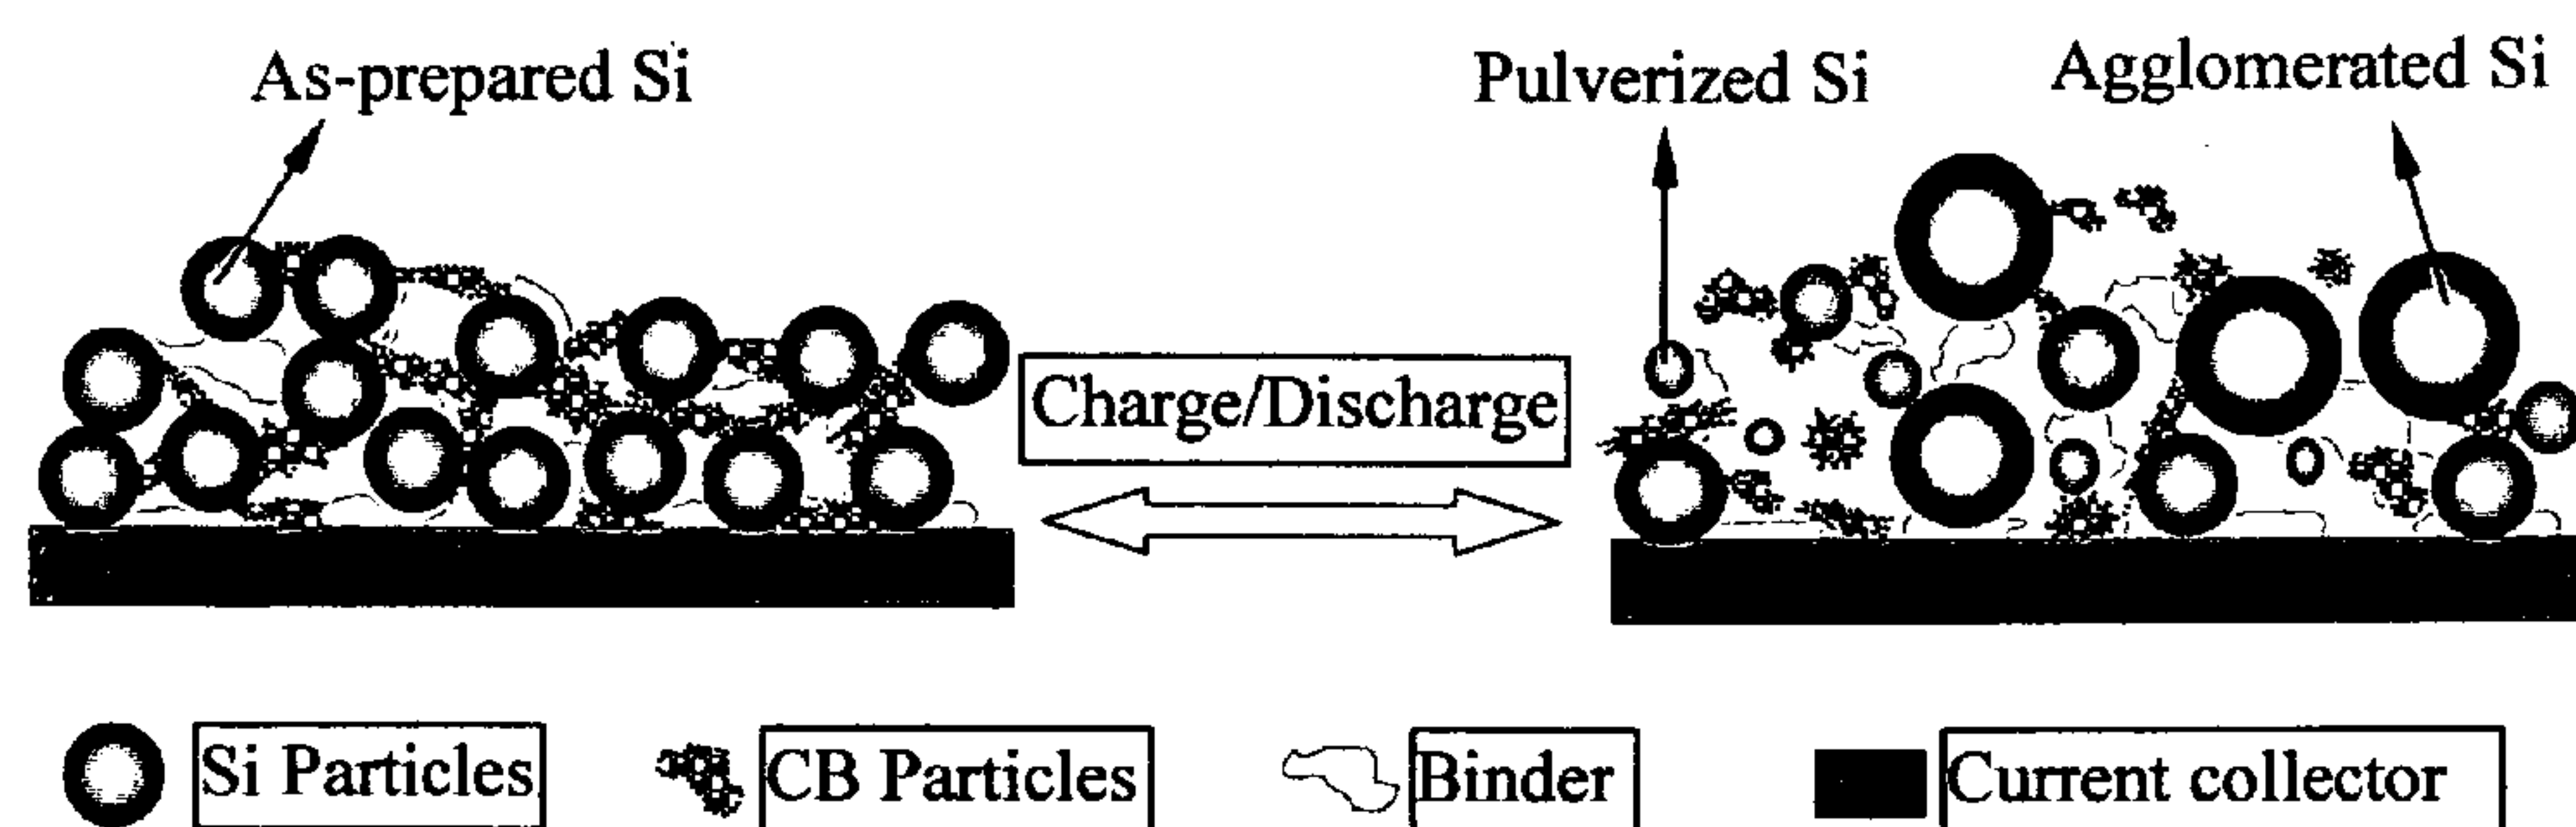 As-prepared Si
Pulverized Si
Agglomerated Si
Charge/Discharge
Si Particles
CB Particles
Binder
Current collector